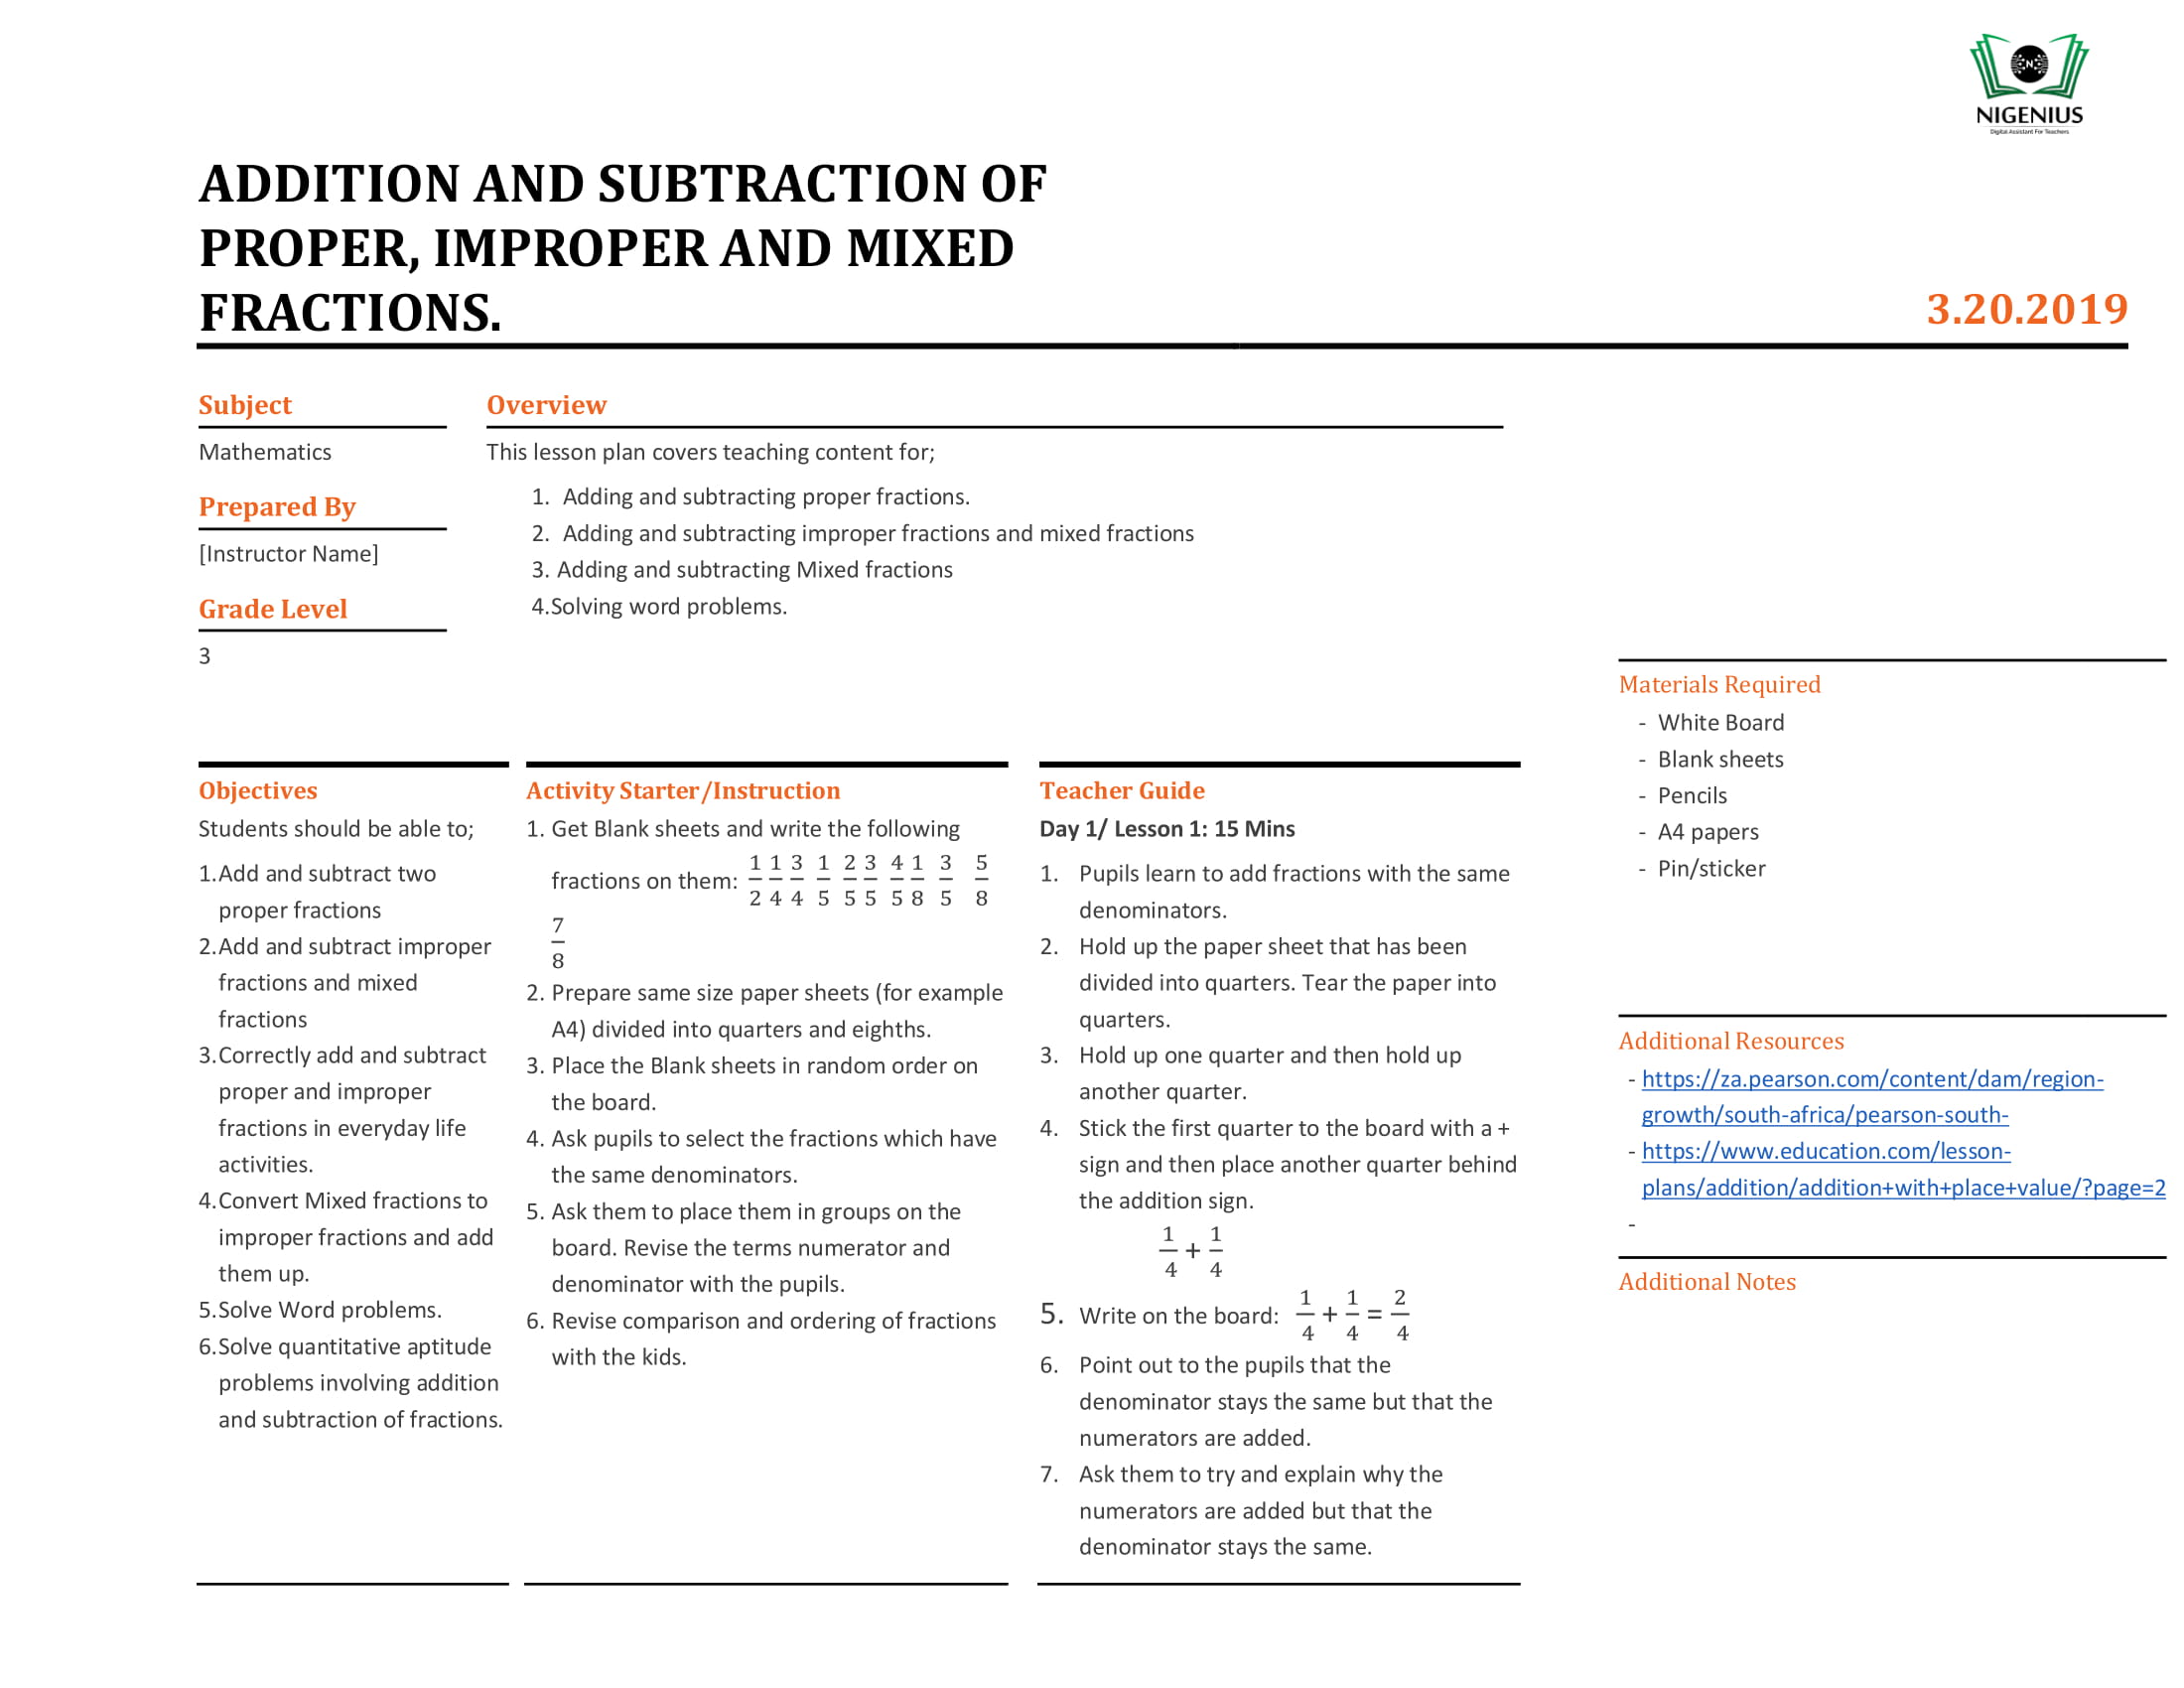 NIGENIUS
Digital Assistant For Teachers
ADDITION AND SUBTRACTION OF
PROPER, IMPROPER AND MIXED
FRACTIONS.
3.20.2019
Subject
Mathematics
Prepared By
[Instructor Name]
Grade Level
3
Overview
This lesson plan covers teaching content for;
1. Adding and subtracting proper fractions.
2. Adding and subtracting improper fractions and mixed fractions
3. Adding and subtracting Mixed fractions
4.Solving word problems.
Objectives
Students should be able to;
1.Add and subtract two
proper fractions
2.Add and subtract improper
fractions and mixed
fractions
3.Correctly add and subtract
proper and improper
fractions in everyday life
activities.
4.Convert Mixed fractions to
improper fractions and add
them up.
5.Solve Word problems.
6.Solve quantitative aptitude
problems involving addition
and subtraction of fractions.
Activity Starter/Instruction
1. Get Blank sheets and write the following
fractions on them: 1/2 1/4 3/4 1/5 2/5 3/5 4/5 1/8 3/5 5/8
7/8
2. Prepare same size paper sheets (for example
A4) divided into quarters and eighths.
3. Place the Blank sheets in random order on
the board.
4. Ask pupils to select the fractions which have
the same denominators.
5. Ask them to place them in groups on the
board. Revise the terms numerator and
denominator with the pupils.
6. Revise comparison and ordering of fractions
with the kids.
Teacher Guide
Day 1/ Lesson 1: 15 Mins
1. Pupils learn to add fractions with the same
denominators.
2. Hold up the paper sheet that has been
divided into quarters. Tear the paper into
quarters.
3. Hold up one quarter and then hold up
another quarter.
4. Stick the first quarter to the board with a +
sign and then place another quarter behind
the addition sign.
1/4 + 1/4
5. Write on the board: 1/4 + 1/4 = 2/4
6. Point out to the pupils that the
denominator stays the same but that the
numerators are added.
7. Ask them to try and explain why the
numerators are added but that the
denominator stays the same.
Materials Required
- White Board
- Blank sheets
- Pencils
- A4 papers
- Pin/sticker
Additional Resources
- https://za.pearson.com/content/dam/region-
growth/south-africa/pearson-south-
- https://www.education.com/lesson-
plans/addition/addition+with+place+value/?page=2
-
Additional Notes